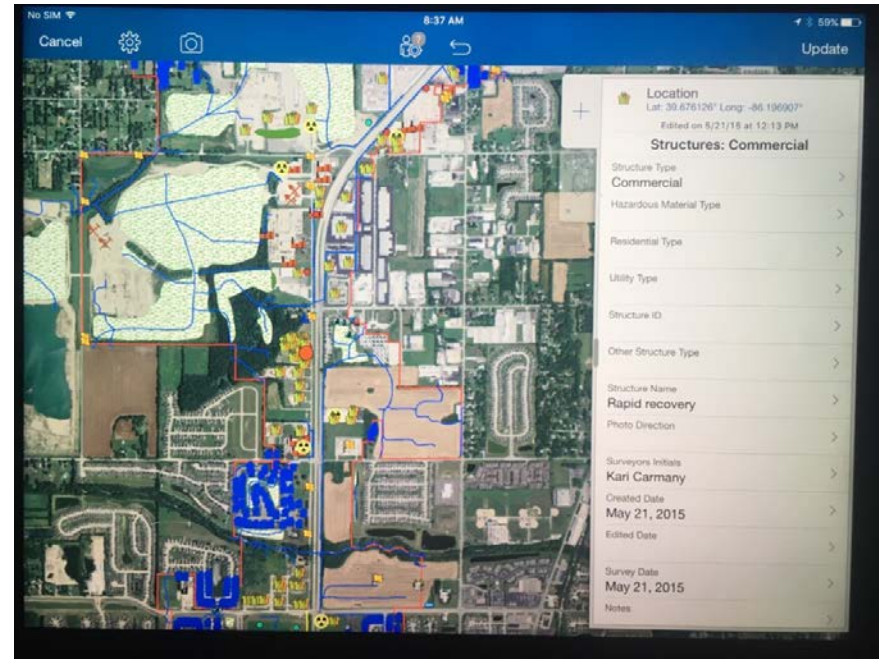 No SIM
8:37 AM
59%
Cancel
Update
Location
Lat: 39.676126° Long: -86.196907°
Edited on 5/21/15 at 12:13 PM
Structures: Commercial
Structure Type
Commercial
Hazardous Material Type
Residential Type
Utility Type
Structure ID
Other Structure Type
Structure Name
Rapid recovery
Photo Direction
Surveyors Initials
Kari Carmany
Created Date
May 21, 2015
Edited Date
Survey Date
May 21, 2015
Notes